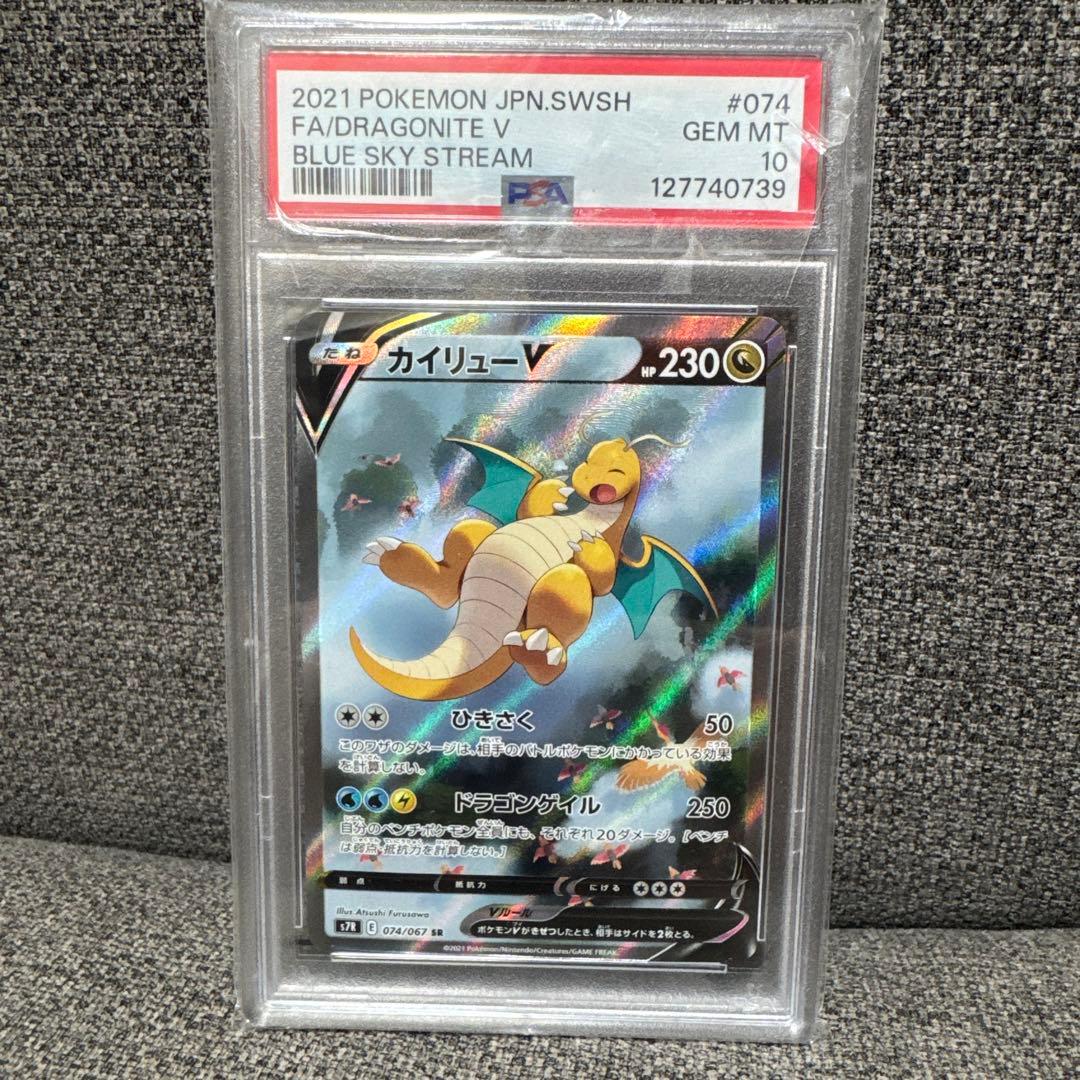 2021 POKEMON JPN.SWSH #074
FA/DRAGONITE V GEM MT
BLUE SKY STREAM 10
PSA 127740739
たね カイリューV HP 230
ひきさく 50
このワザのダメージは、相手のバトルポケモンにかかっている効果
を計算しない。
ドラゴンゲイル 250
自分のベンチポケモン全員にも、それぞれ20ダメージ。[ベンチ
は弱点・抵抗力を計算しない。]
弱点 抵抗力 にげる
illus. Atsushi Furusawa
Vルール
s7R E 074/067 SR
ポケモンVがきぜつしたとき、相手はサイドを2枚とる。
©2021 Pokémon/Nintendo/Creatures/GAME FREAK